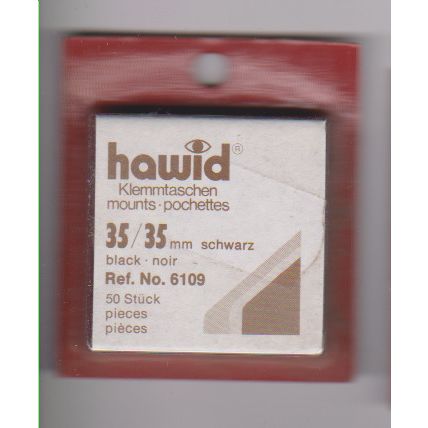 hawid®
Klemmtaschen
mounts·pochettes
35/35 mm schwarz
black·noir
Ref. No. 6109
50 Stück
pieces
pièces